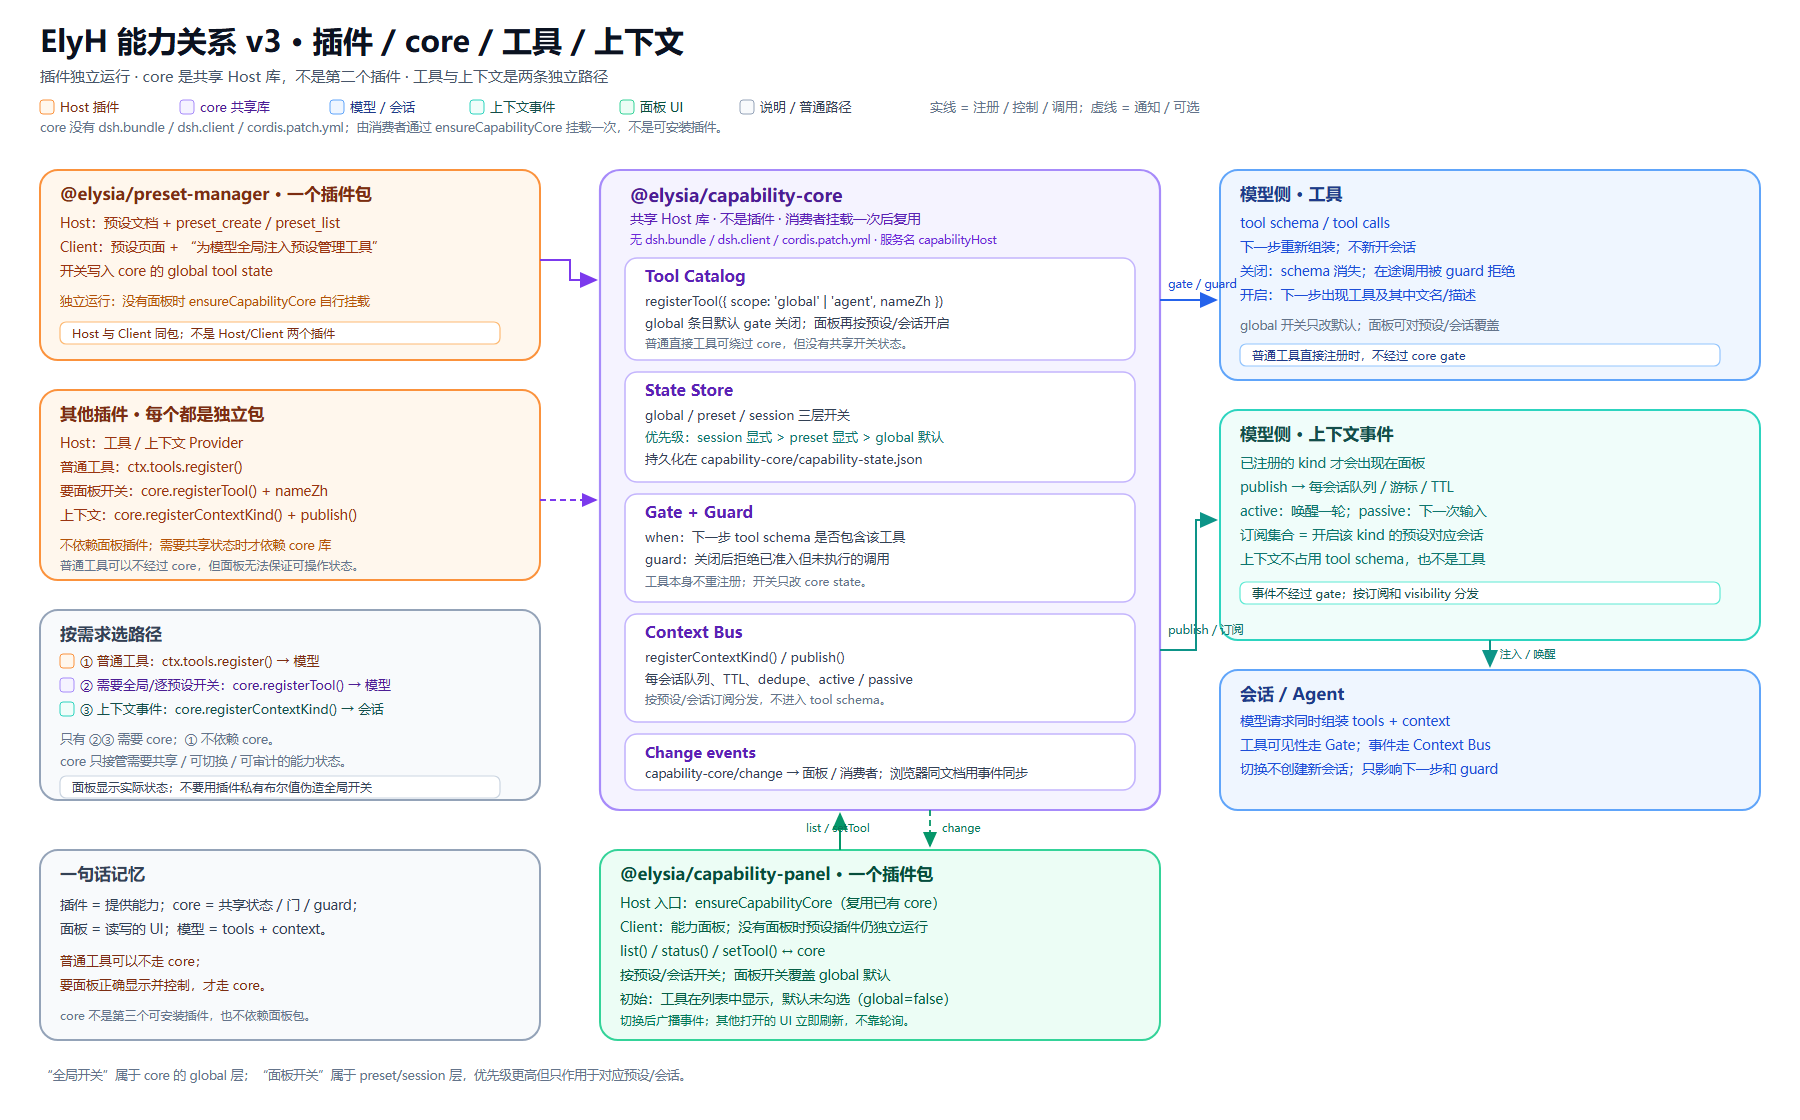 ElyH 能力关系 v3 • 插件 / core / 工具 / 上下文
插件独立运行 · core 是共享 Host 库，不是第二个插件 · 工具与上下文是两条独立路径
Host 插件
core 共享库
模型 / 会话
上下文事件
面板 UI
说明 / 普通路径
实线 = 注册 / 控制 / 调用；虚线 = 通知 / 可选
core 没有 dsh.bundle / dsh.client / cordis.patch.yml；由消费者通过 ensureCapabilityCore 挂载一次，不是可安装插件。
@elysia/preset-manager • 一个插件包
Host：预设文档 + preset_create / preset_list
Client：预设页面 + “为模型全局注入预设管理工具”
开关写入 core 的 global tool state
独立运行：没有面板时 ensureCapabilityCore 自行挂载
Host 与 Client 同包；不是 Host/Client 两个插件
其他插件 • 每个都是独立包
Host：工具 / 上下文 Provider
普通工具：ctx.tools.register()
要面板开关：core.registerTool() + nameZh
上下文：core.registerContextKind() + publish()
不依赖面板插件；需要共享状态时才依赖 core 库
普通工具可以不经过 core，但面板无法保证可操作状态。
按需求选路径
① 普通工具：ctx.tools.register() → 模型
② 需要全局/逐预设开关：core.registerTool() → 模型
③ 上下文事件：core.registerContextKind() → 会话
只有 ②③ 需要 core；① 不依赖 core。
core 只接管需要共享 / 可切换 / 可审计的能力状态。
面板显示实际状态；不要用插件私有布尔值伪造全局开关
一句话记忆
插件 = 提供能力；core = 共享状态 / 门 / guard；
面板 = 读写的 UI；模型 = tools + context。
普通工具可以不走 core；
要面板正确显示并控制，才走 core。
core 不是第三个可安装插件，也不依赖面板包。
@elysia/capability-core
共享 Host 库 · 不是插件 · 消费者挂载一次后复用
无 dsh.bundle / dsh.client / cordis.patch.yml · 服务名 capabilityHost
Tool Catalog
registerTool({ scope: 'global' | 'agent', nameZh })
global 条目默认 gate 关闭；面板再按预设/会话开启
普通直接工具可绕过 core，但没有共享开关状态。
State Store
global / preset / session 三层开关
优先级：session 显式 > preset 显式 > global 默认
持久化在 capability-core/capability-state.json
Gate + Guard
when：下一步 tool schema 是否包含该工具
guard：关闭后拒绝已准入但未执行的调用
工具本身不重注册；开关只改 core state。
Context Bus
registerContextKind() / publish()
每会话队列、TTL、dedupe、active / passive
按预设/会话订阅分发，不进入 tool schema。
Change events
capability-core/change → 面板 / 消费者；浏览器同文档用事件同步
list / setTool
change
@elysia/capability-panel • 一个插件包
Host 入口：ensureCapabilityCore（复用已有 core）
Client：能力面板；没有面板时预设插件仍独立运行
list() / status() / setTool() ↔ core
按预设/会话开关；面板开关覆盖 global 默认
初始：工具在列表中显示，默认未勾选（global=false）
切换后广播事件；其他打开的 UI 立即刷新，不靠轮询。
gate / guard
publish / 订阅
模型侧 • 工具
tool schema / tool calls
下一步重新组装；不新开会话
关闭：schema 消失；在途调用被 guard 拒绝
开启：下一步出现工具及其中文名/描述
global 开关只改默认；面板可对预设/会话覆盖
普通工具直接注册时，不经过 core gate
模型侧 • 上下文事件
已注册的 kind 才会出现在面板
publish → 每会话队列 / 游标 / TTL
active：唤醒一轮；passive：下一次输入
订阅集合 = 开启该 kind 的预设对应会话
上下文不占用 tool schema，也不是工具
事件不经过 gate；按订阅和 visibility 分发
注入 / 唤醒
会话 / Agent
模型请求同时组装 tools + context
工具可见性走 Gate；事件走 Context Bus
切换不创建新会话；只影响下一步和 guard
“全局开关”属于 core 的 global 层；“面板开关”属于 preset/session 层，优先级更高但只作用于对应预设/会话。